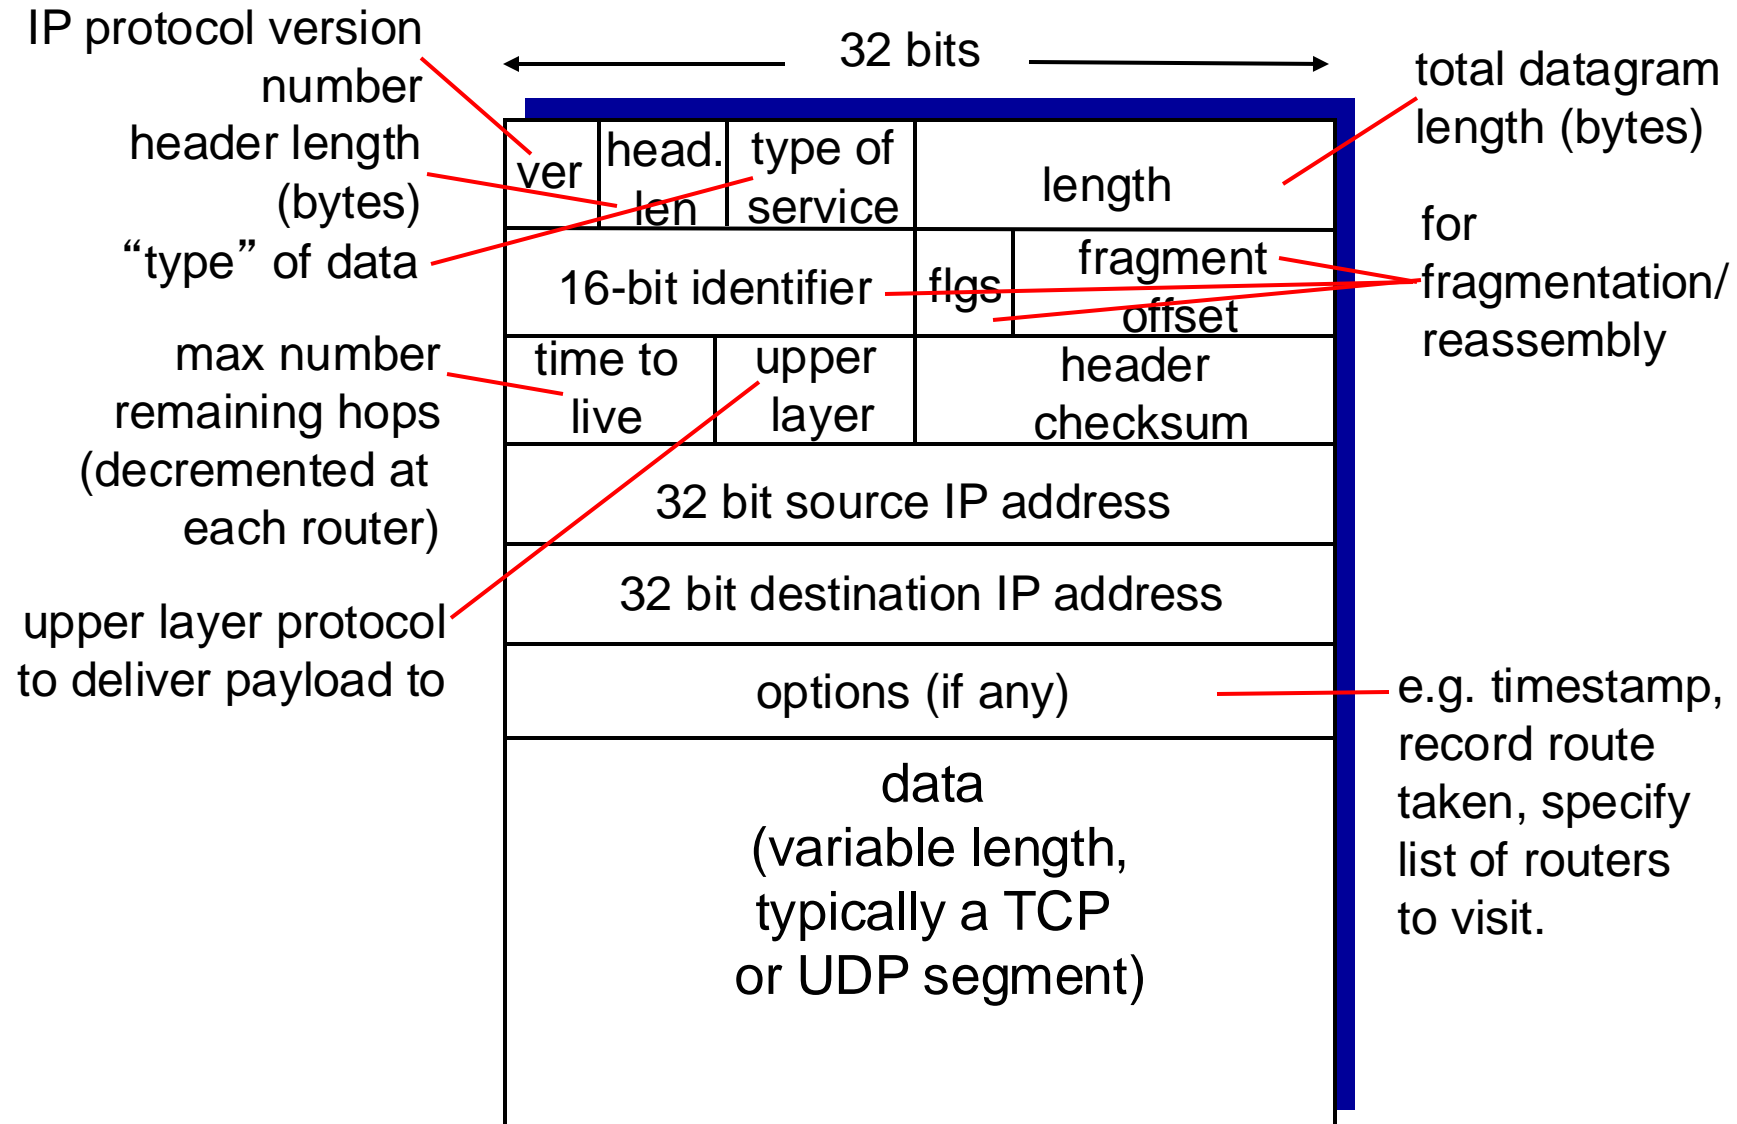 IP protocol version
number
header length
(bytes)
“type” of data
max number
remaining hops
(decremented at
each router)
upper layer protocol
to deliver payload to
32 bits
ver
head.
len
type of
service
length
16-bit identifier
flgs
fragment
offset
time to
live
upper
layer
header
checksum
32 bit source IP address
32 bit destination IP address
options (if any)
data
(variable length,
typically a TCP
or UDP segment)
total datagram
length (bytes)
for
fragmentation/
reassembly
e.g. timestamp,
record route
taken, specify
list of routers
to visit.